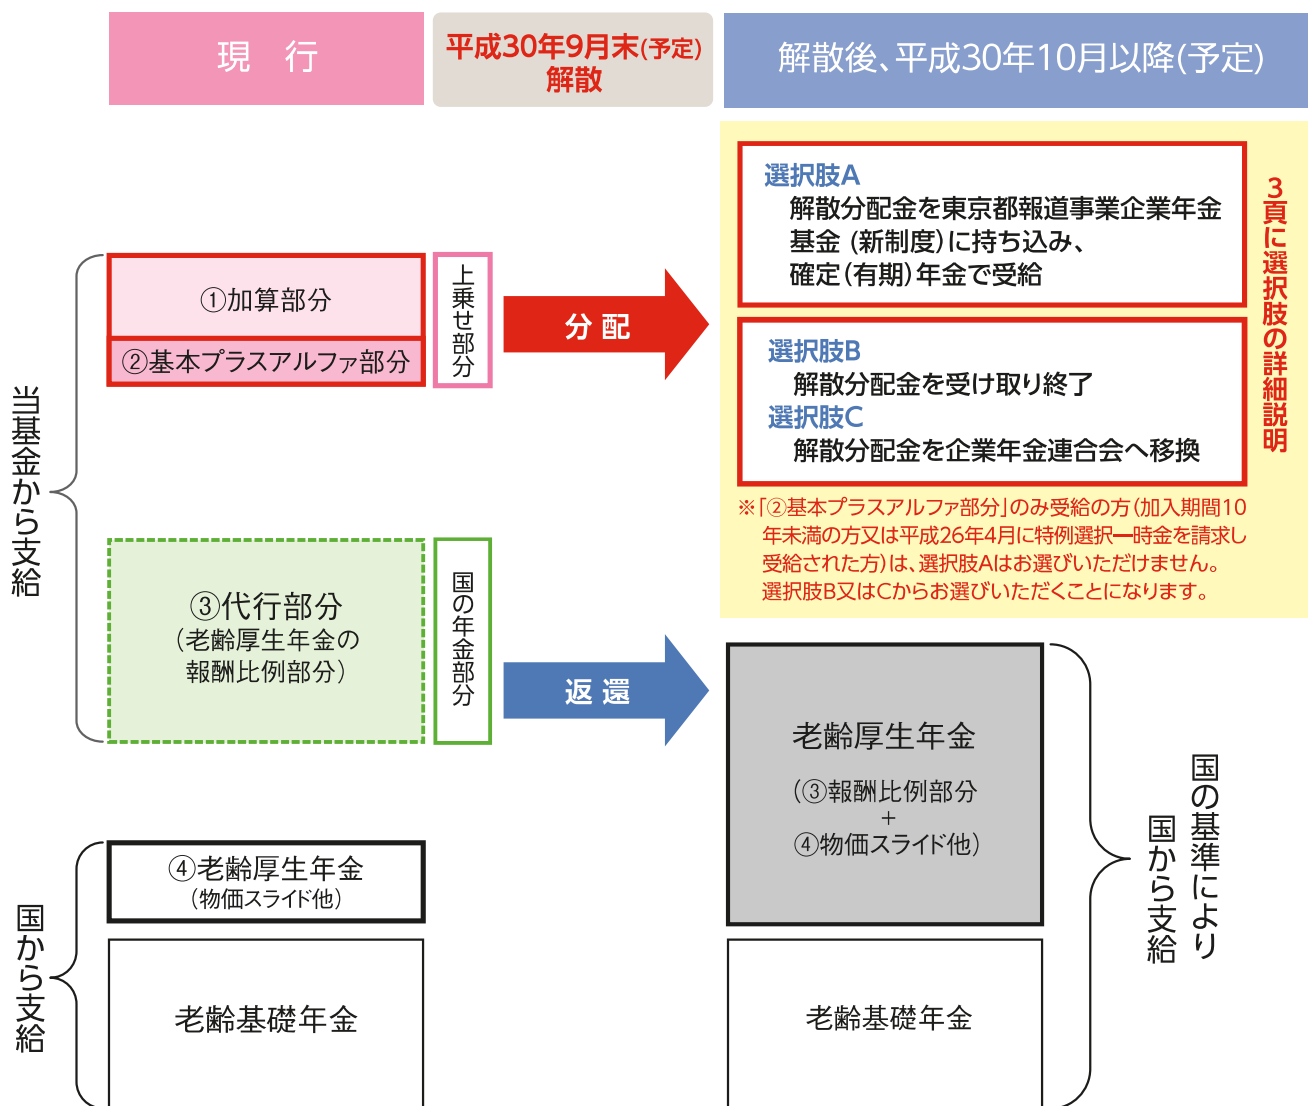 現　行
平成30年9月末(予定)
解散
解散後、平成30年10月以降(予定)
当基金から支給
①加算部分
②基本プラスアルファ部分
上乗せ部分
分 配
選択肢A
解散分配金を東京都報道事業企業年金
基金(新制度)に持ち込み、
確定(有期)年金で受給
選択肢B
解散分配金を受け取り終了
選択肢C
解散分配金を企業年金連合会へ移換
3頁に選択肢の詳細説明
※「②基本プラスアルファ部分」のみ受給の方(加入期間10
年未満の方又は平成26年4月に特例選択一時金を請求し
受給された方)は、選択肢Aはお選びいただけません。
選択肢B又はCからお選びいただくことになります。
③代行部分
(老齢厚生年金の
報酬比例部分)
国の年金部分
返 還
老齢厚生年金
(③報酬比例部分
+
④物価スライド他)
国の基準により
国から支給
国から支給
④老齢厚生年金
(物価スライド他)
老齢基礎年金
老齢基礎年金